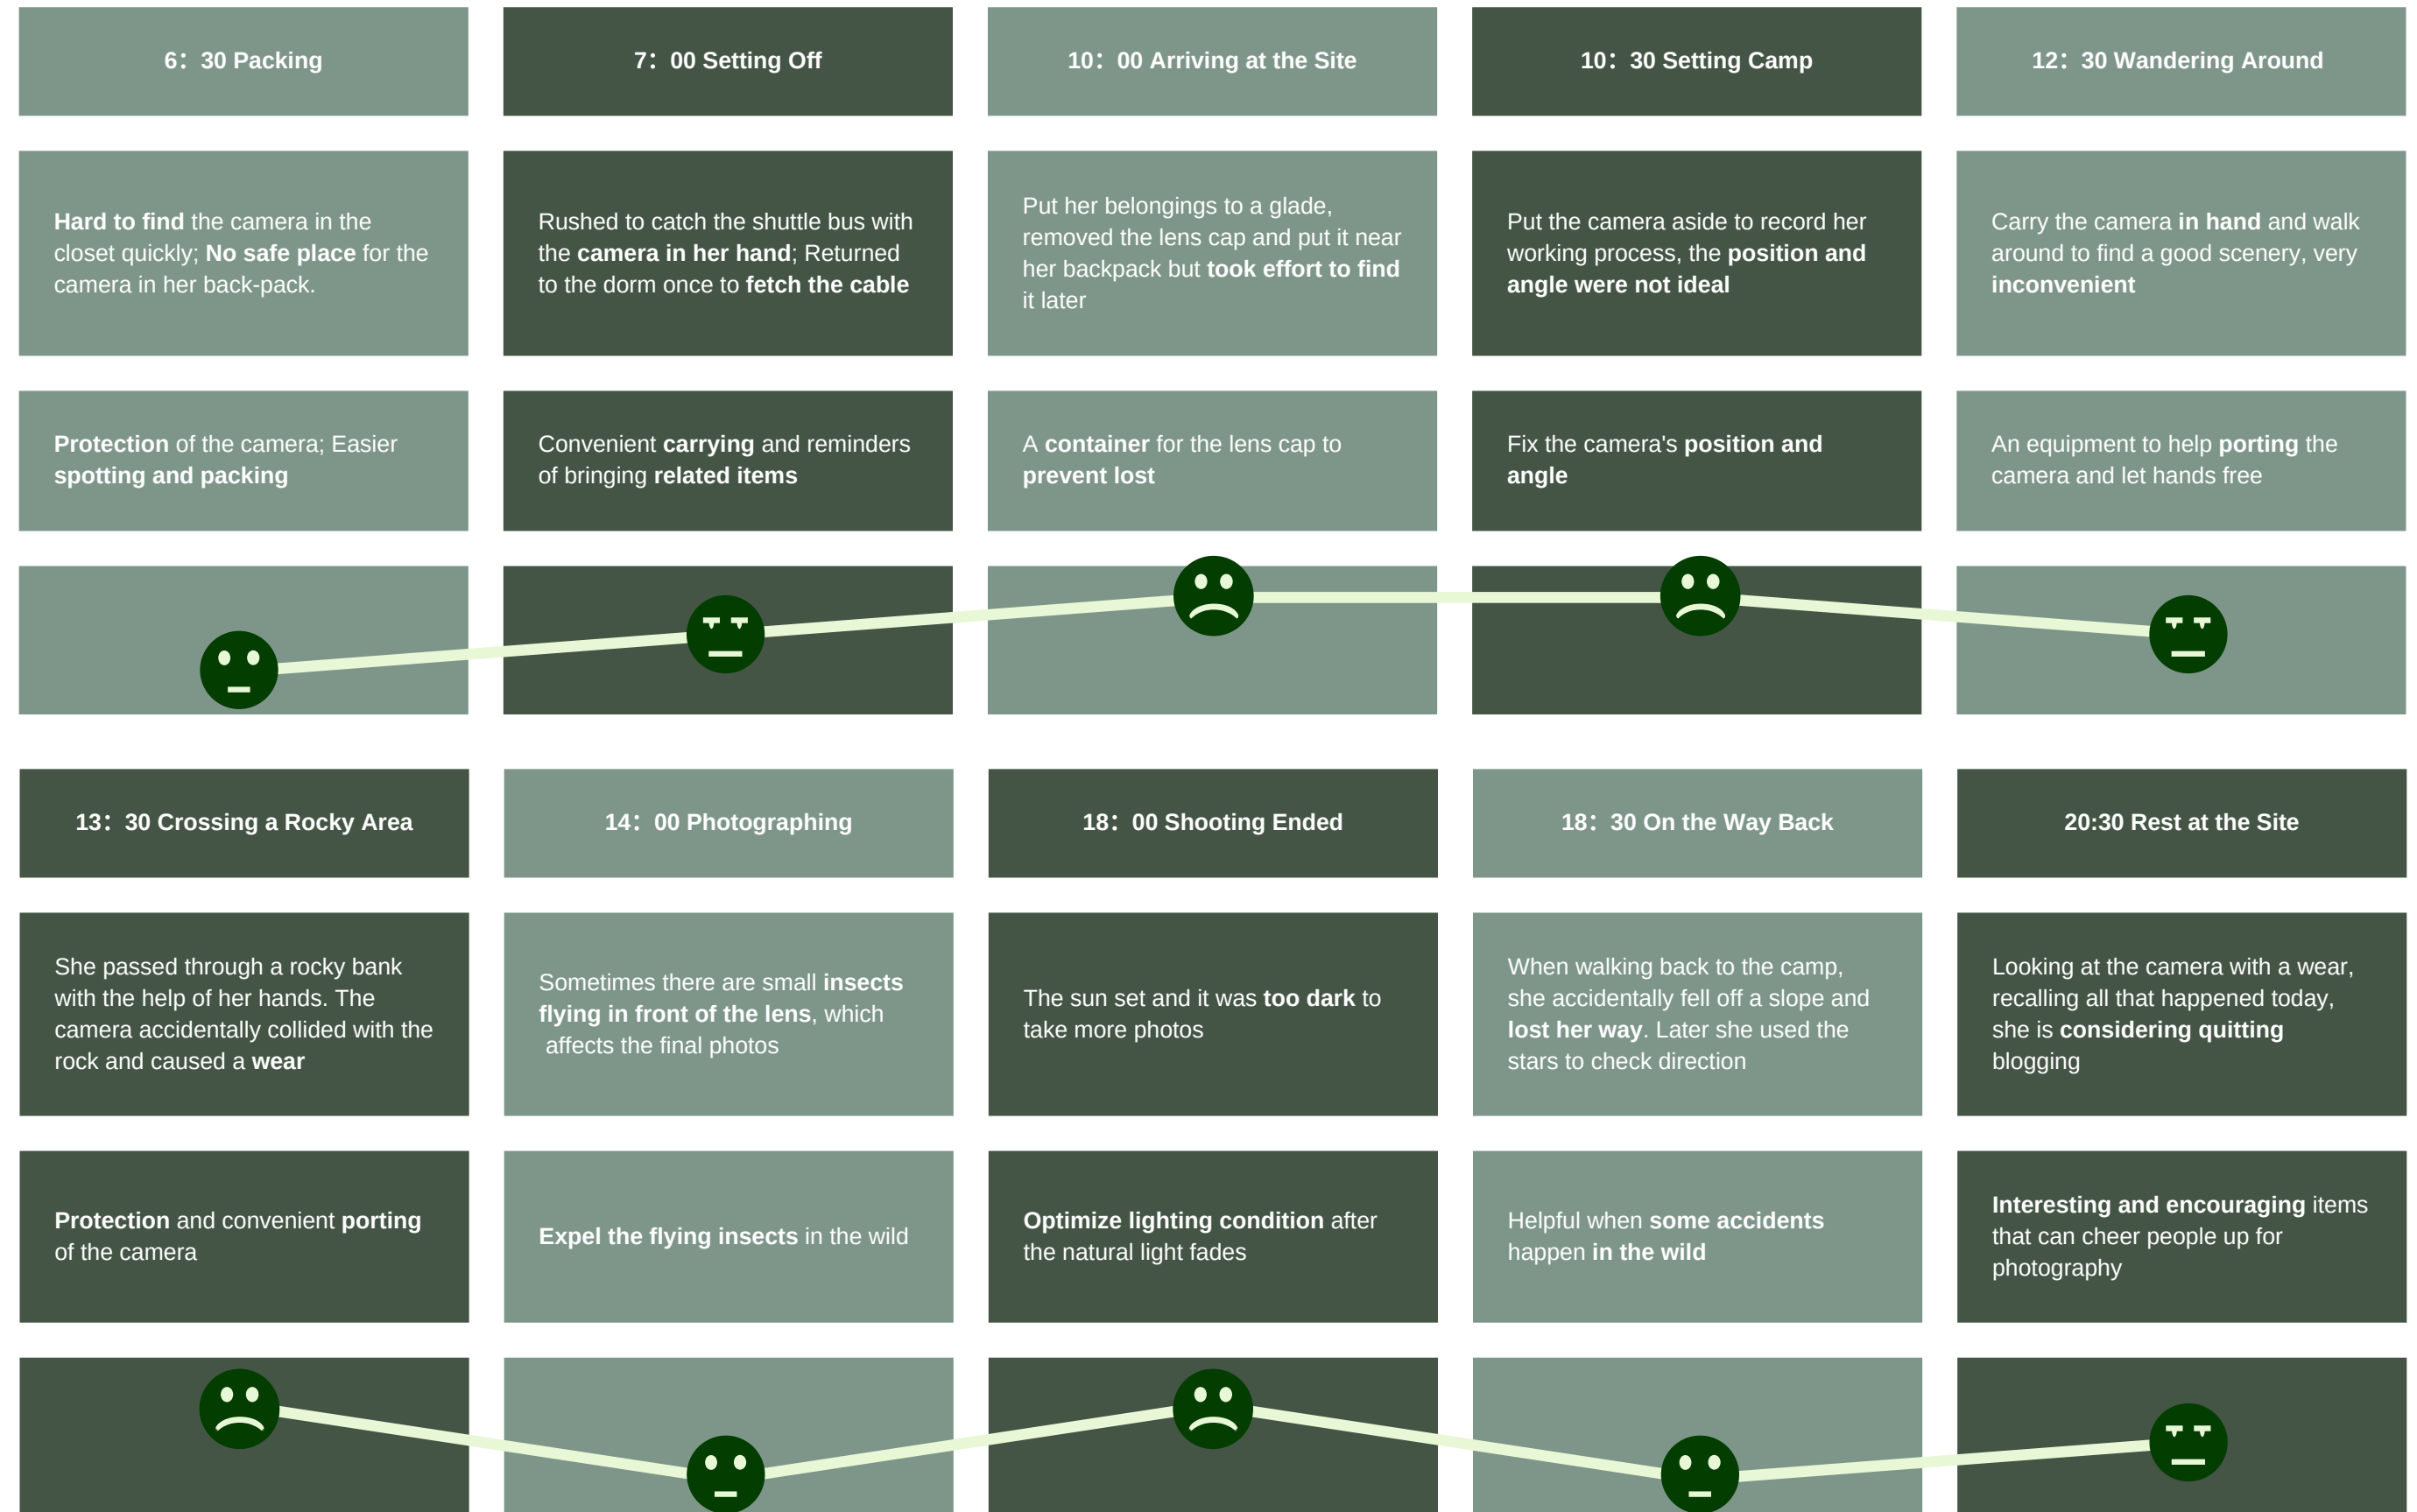 6：30 Packing
7：00 Setting Off
10：00 Arriving at the Site
10：30 Setting Camp
12：30 Wandering Around
Hard to find the camera in the
closet quickly; No safe place for the
camera in her back-pack.
Rushed to catch the shuttle bus with
the camera in her hand; Returned
to the dorm once to fetch the cable
Put her belongings to a glade,
removed the lens cap and put it near
her backpack but took effort to find
it later
Put the camera aside to record her
working process, the position and
angle were not ideal
Carry the camera in hand and walk
around to find a good scenery, very
inconvenient
Protection of the camera; Easier
spotting and packing
Convenient carrying and reminders
of bringing related items
A container for the lens cap to
prevent lost
Fix the camera's position and
angle
An equipment to help porting the
camera and let hands free
13：30 Crossing a Rocky Area
14：00 Photographing
18：00 Shooting Ended
18：30 On the Way Back
20:30 Rest at the Site
She passed through a rocky bank
with the help of her hands. The
camera accidentally collided with the
rock and caused a wear
Sometimes there are small insects
flying in front of the lens, which
affects the final photos
The sun set and it was too dark to
take more photos
When walking back to the camp,
she accidentally fell off a slope and
lost her way. Later she used the
stars to check direction
Looking at the camera with a wear,
recalling all that happened today,
she is considering quitting
blogging
Protection and convenient porting
of the camera
Expel the flying insects in the wild
Optimize lighting condition after
the natural light fades
Helpful when some accidents
happen in the wild
Interesting and encouraging items
that can cheer people up for
photography